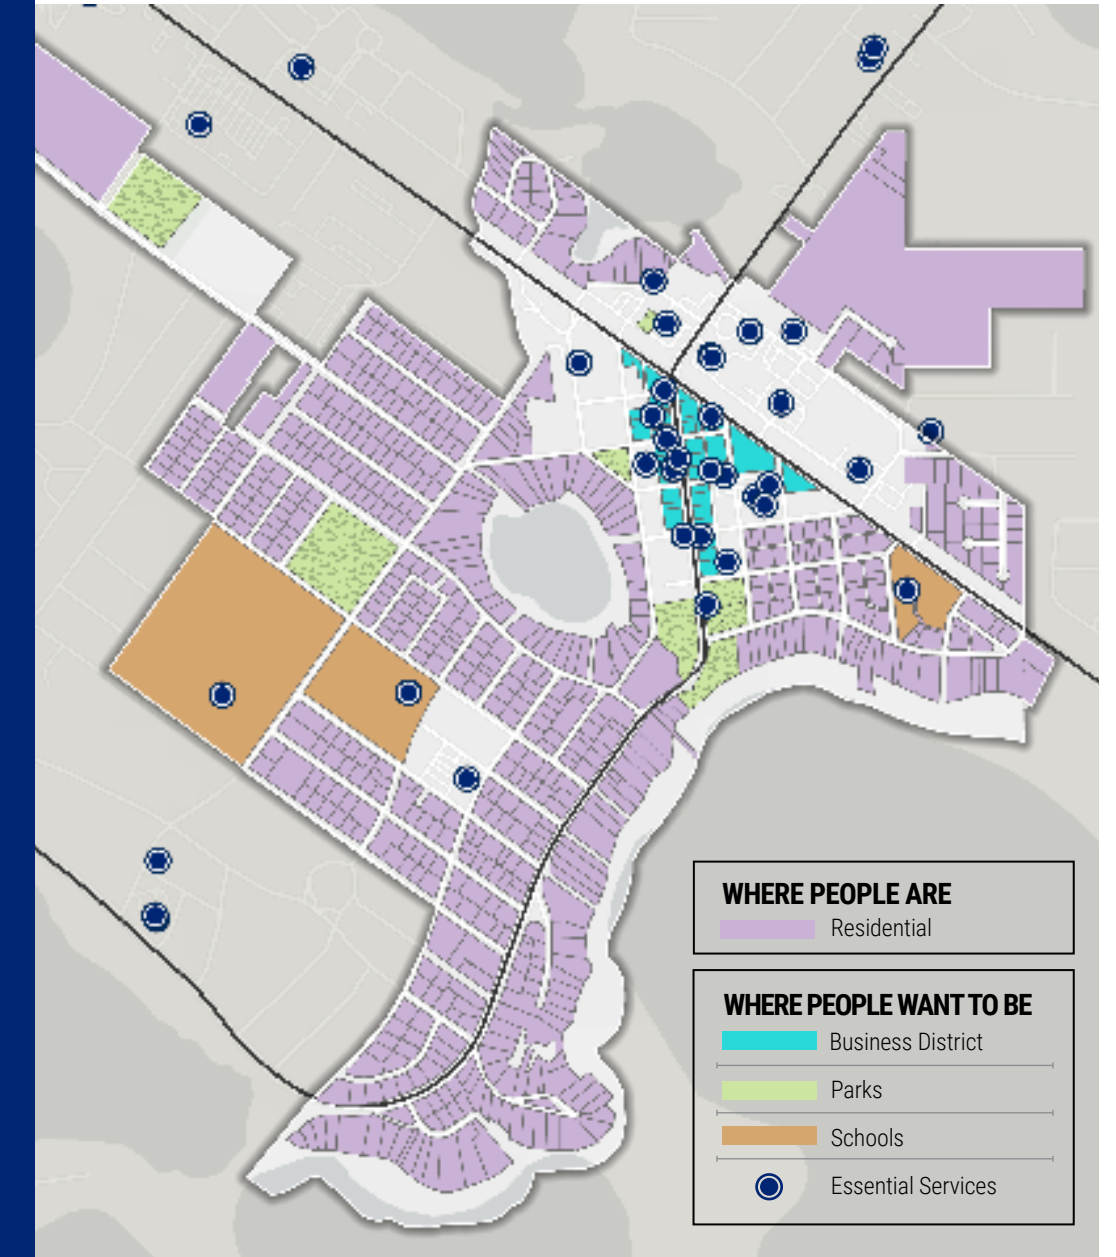 WHERE PEOPLE ARE
Residential
WHERE PEOPLE WANT TO BE
Business District
Parks
Schools
Essential Services